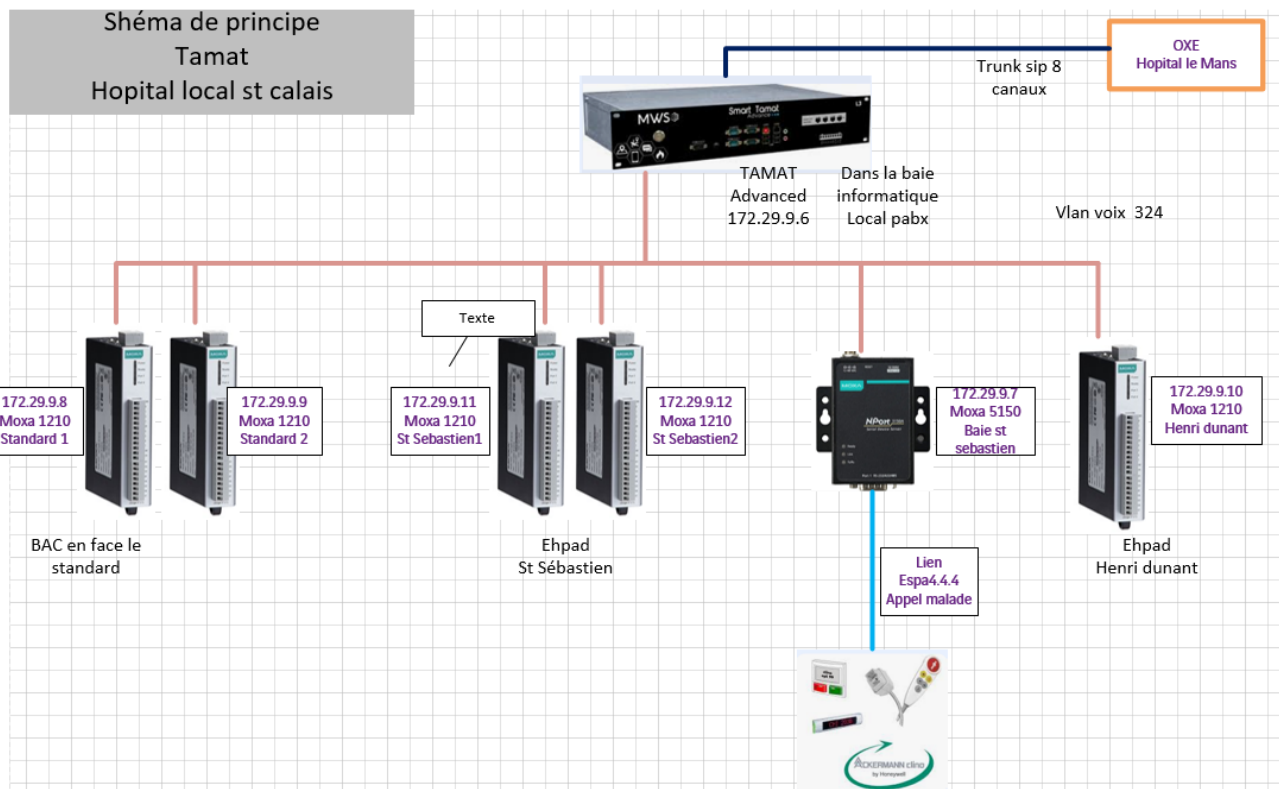 Shéma de principe
Tamat
Hopital local st calais
OXE
Hopital le Mans
Trunk sip 8
canaux
MWS
Smart Tamat
Advanced
TAMAT
Advanced
172.29.9.6
Dans la baie
informatique
Local pabx
Vlan voix 324
Texte
172.29.9.8
Moxa 1210
Standard 1
172.29.9.9
Moxa 1210
Standard 2
172.29.9.11
Moxa 1210
St Sebastien1
172.29.9.12
Moxa 1210
St Sebastien2
NPort
172.29.9.7
Moxa 5150
Baie st
sebastien
172.29.9.10
Moxa 1210
Henri dunant
BAC en face le
standard
Ehpad
St Sébastien
Ehpad
Henri dunant
Lien
Espa4.4.4
Appel malade
ACKERMANN clino
by Honeywell